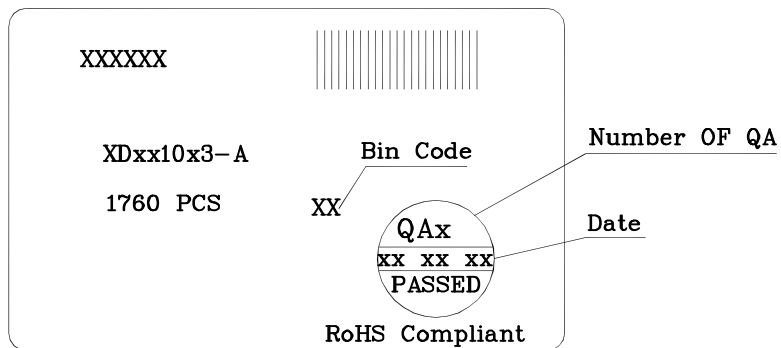 XXXXXX
XDxx10x3-A
Bin Code
Number OF QA
1760 PCS
XX
QAx
Date
xx xx xx
PASSED
RoHS Compliant